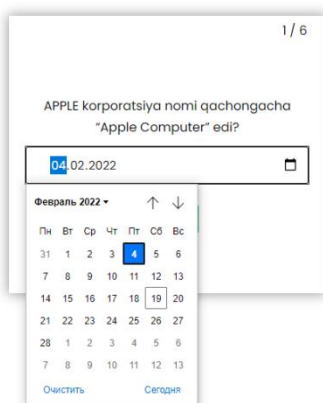 1 / 6
APPLE korporatsiya nomi qachongacha
“Apple Computer” edi?
04.02.2022
Февраль 2022
Пн Вт Ср Чт Пт Сб Вс
31 1 2 3 4 5 6
7 8 9 10 11 12 13
14 15 16 17 18 19 20
21 22 23 24 25 26 27
28 1 2 3 4 5 6
7 8 9 10 11 12 13
Очистить Сегодня